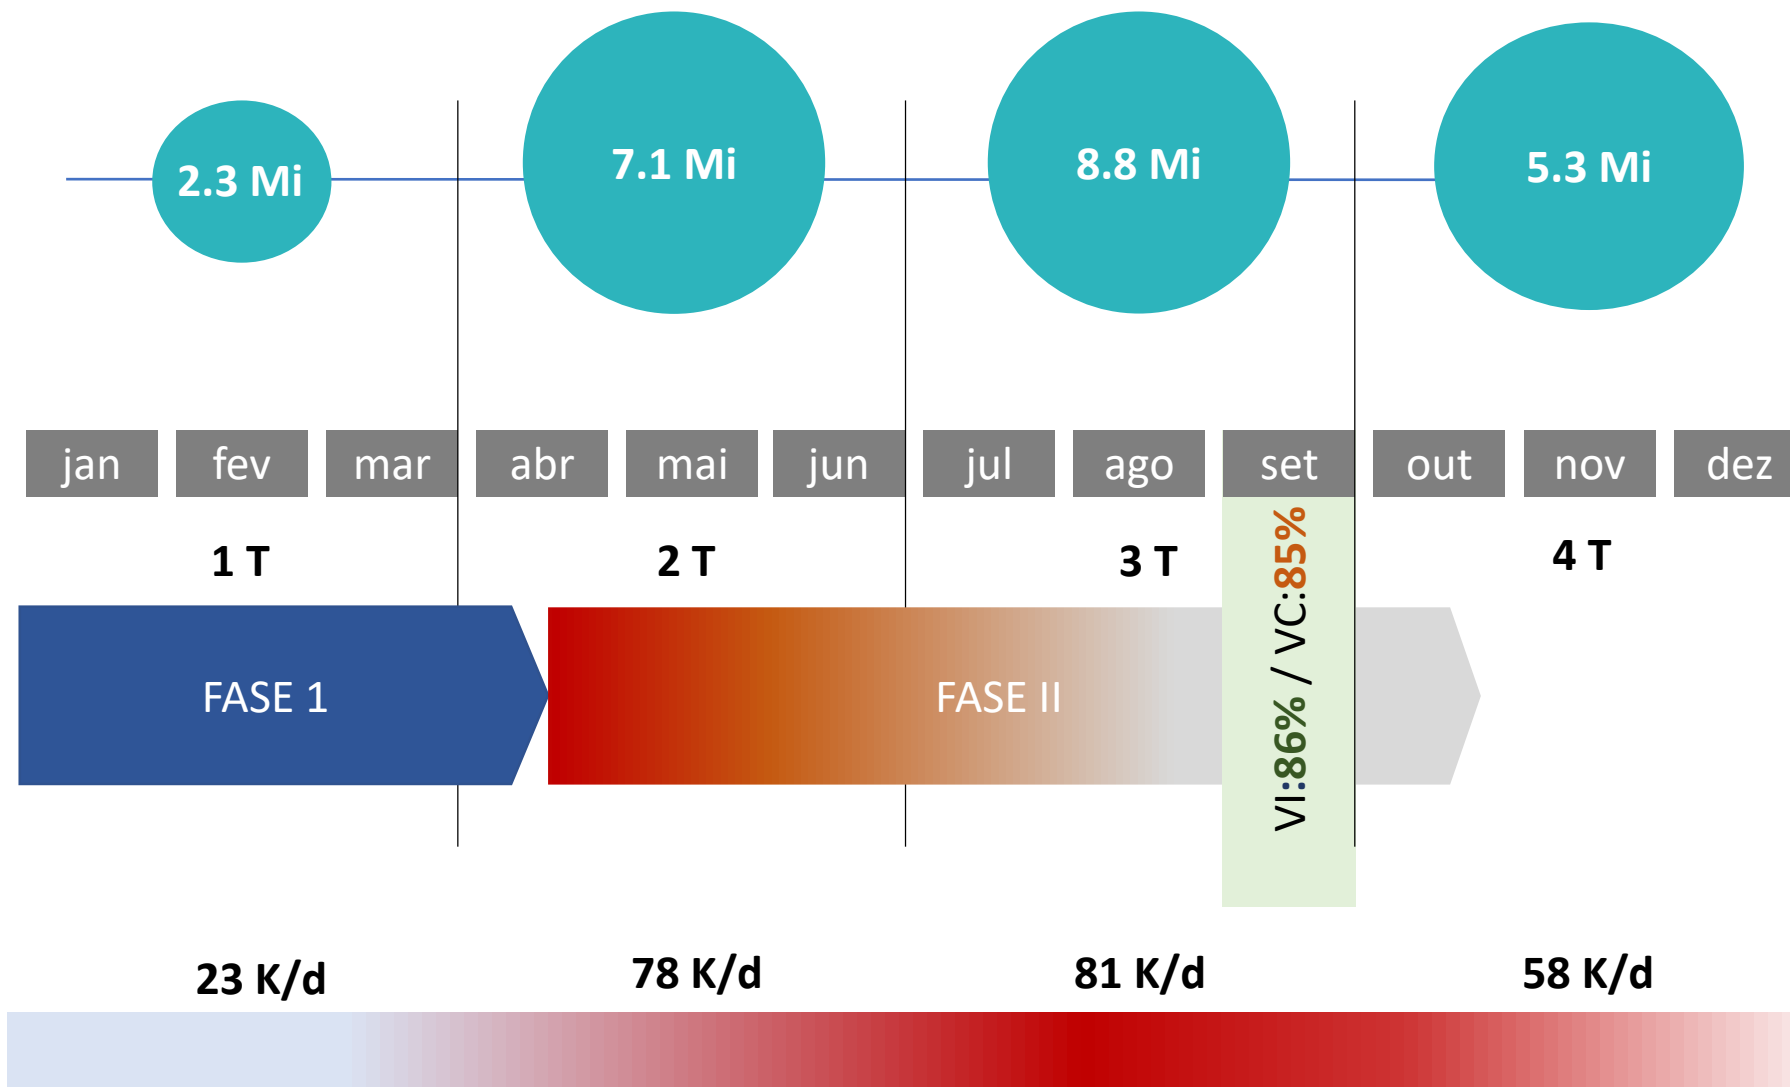 2.3 Mi
7.1 Mi
8.8 Mi
5.3 Mi
jan
fev
mar
abr
mai
jun
jul
ago
set
out
nov
dez
1 T
2 T
3 T
4 T
FASE 1
FASE II
VI:86% / VC:85%
23 K/d
78 K/d
81 K/d
58 K/d